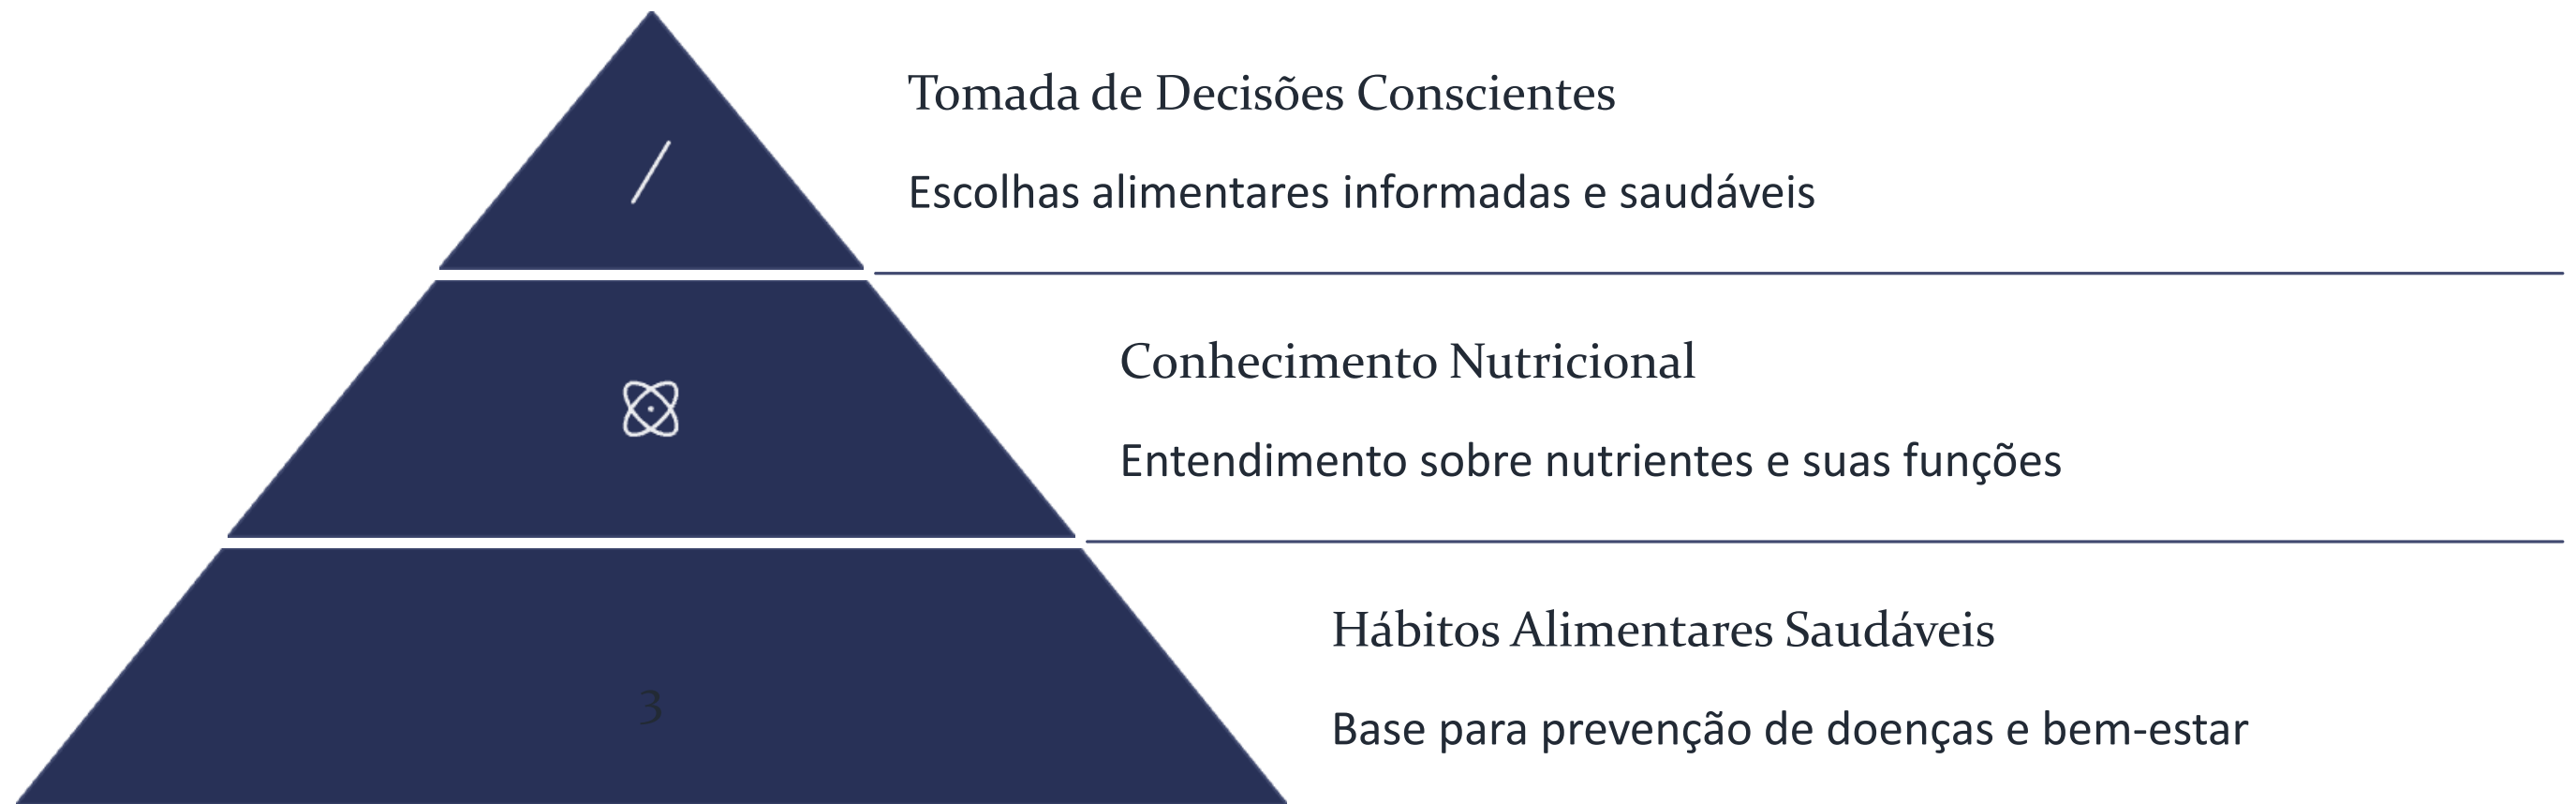 Tomada de Decisões Conscientes
Escolhas alimentares informadas e saudáveis
Conhecimento Nutricional
Entendimento sobre nutrientes e suas funções
Hábitos Alimentares Saudáveis
3
Base para prevenção de doenças e bem-estar